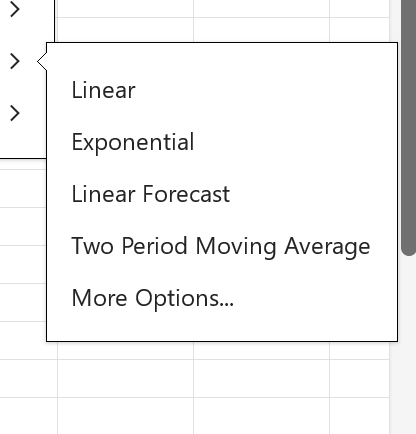 Linear
Exponential
Linear Forecast
Two Period Moving Average
More Options...